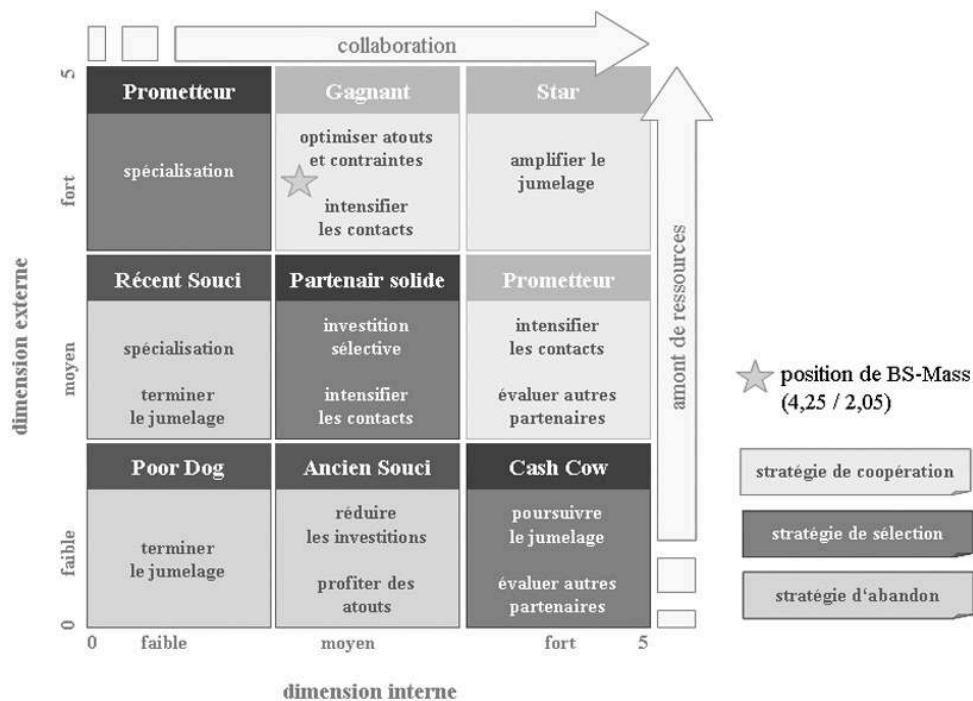 collaboration
5
Prometteur
Gagnant
Star
spécialisation
optimiser atouts
et contraintes
intensifier
les contacts
amplifier le
jumelage
fort
Récent Souci
Partenair solide
Prometteur
spécialisation
terminer
le jumelage
investition
sélective
intensifier
les contacts
intensifier
les contacts
évaluer autres
partenaires
moyen
dimension externe
amont de ressources
Poor Dog
Ancien Souci
Cash Cow
terminer
le jumelage
réduire
les investitions
profiter des
atouts
poursuivre
le jumelage
évaluer autres
partenaires
faible
0
0 faible moyen fort 5
dimension interne
position de BS-Mass
(4,25 / 2,05)
stratégie de coopération
stratégie de sélection
stratégie d'abandon